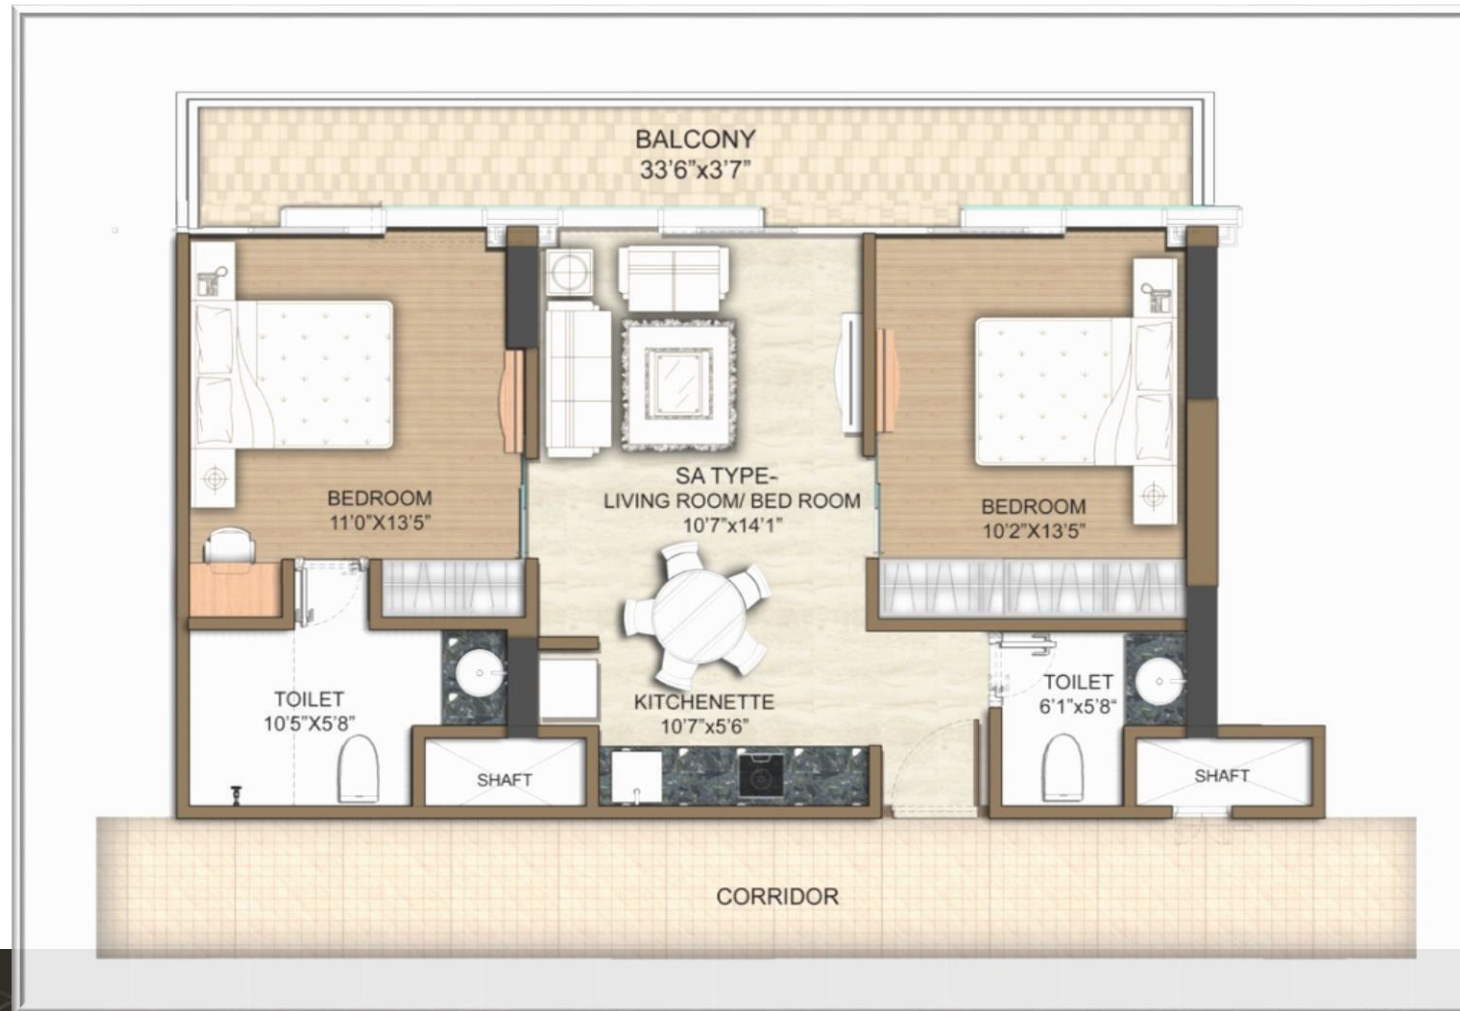 BALCONY
33'6”x3'7”
SA TYPE-
LIVING ROOM/ BED ROOM
10'7”x14'1”
BEDROOM
11'0”X13'5”
BEDROOM
10'2”X13'5”
TOILET
10'5”X5'8”
KITCHENETTE
10'7”x5'6”
TOILET
6'1”x5'8“
SHAFT
SHAFT
CORRIDOR